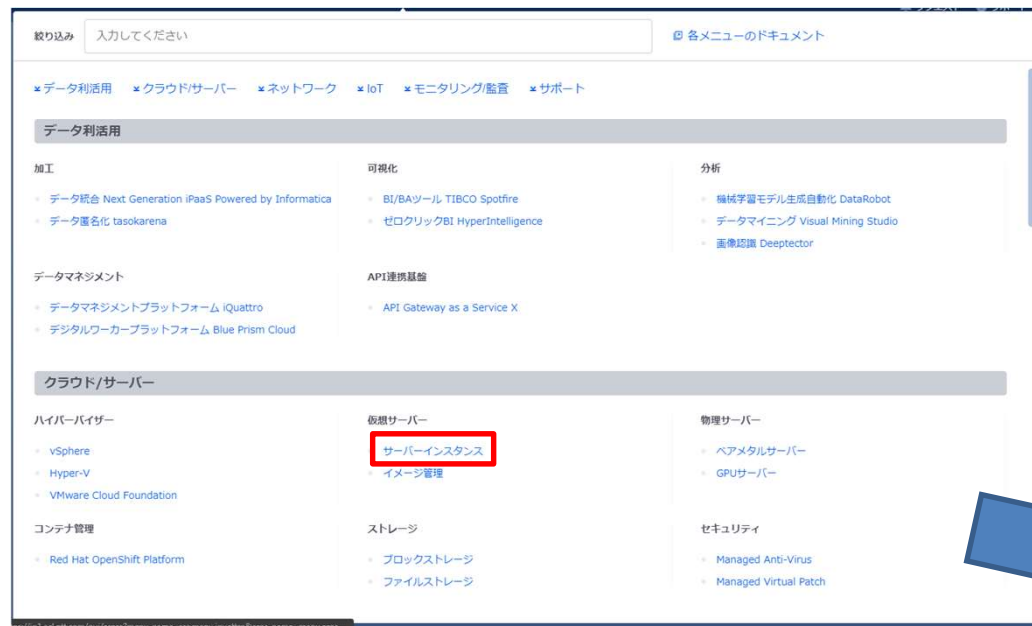 絞り込み 入力してください 各メニューのドキュメント
データ利活用 クラウド/サーバー ネットワーク IoT モニタリング/監査 サポート
データ利活用
加工 可視化 分析
データ統合 Next Generation iPaaS Powered by Informatica BI/BAツール TIBCO Spotfire 機械学習モデル生成自動化 DataRobot
データ匿名化 tasokarena ゼロクリックBI HyperIntelligence データマイニング Visual Mining Studio
画像認識 Deeptector
データマネジメント API連携基盤
データマネジメントプラットフォーム iQuattro API Gateway as a Service X
デジタルワーカープラットフォーム Blue Prism Cloud
クラウド/サーバー
ハイパーバイザー 仮想サーバー 物理サーバー
vSphere サーバーインスタンス ベアメタルサーバー
Hyper-V イメージ管理 GPUサーバー
VMware Cloud Foundation
コンテナ管理 ストレージ セキュリティ
Red Hat OpenShift Platform ブロックストレージ Managed Anti-Virus
ファイルストレージ Managed Virtual Patch